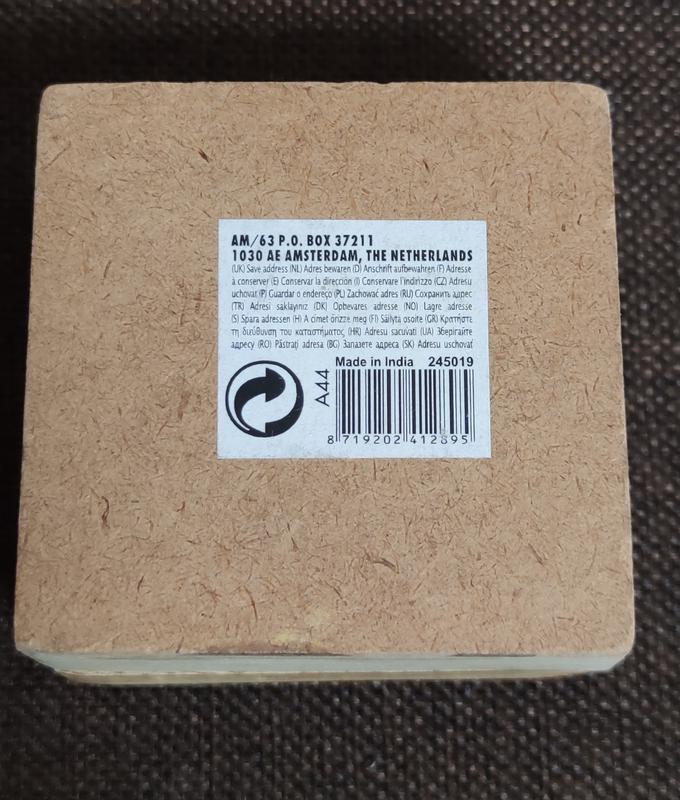 AM/63 P.O. BOX 37211
1030 AE AMSTERDAM, THE NETHERLANDS
(UK) Save address (NL) Adres bewaren (D) Anschrift aufbewahren (F) Adresse
à conserver (E) Conservar la dirección (I) Conservare l'indirizzo (CZ) Adresu
uchovat (P) Guardar o endereço (PL) Zachować adres (RU) Сохранить адрес
(TR) Adresi saklayiniz (DK) Opbevares adresse (NO) Lagre adresse
(S) Spara adressen (H) A címet őrizze meg (FI) Säilytä osoite (GR) Κρατήστε
τη διεύθυνση του καταστήματος (HR) Adresu sačuvati (UA) Зберигайте
адресу (RO) Păstraţi adresa (BG) Запазете адреса (SK) Adresu uschovať
Made in India 245019
A44
8 719202 412895